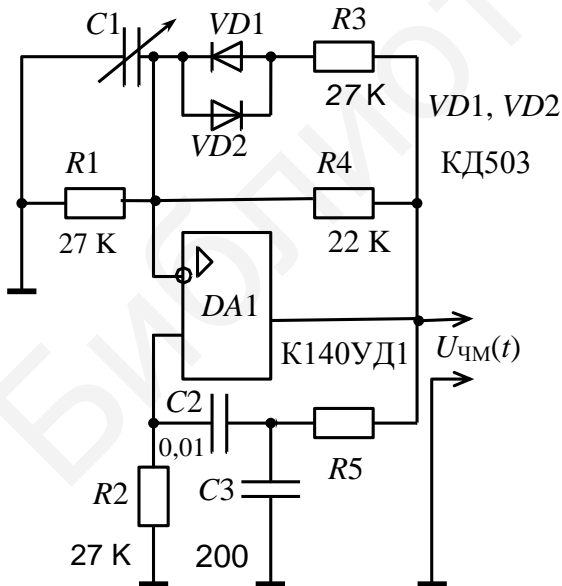 C1
VD1
R3
27 K
VD1, VD2
VD2
КД503
R1
R4
27 K
22 K
DA1
К140УД1
UЧМ(t)
C2
0,01
R5
R2
C3
27 K
200
Библиот